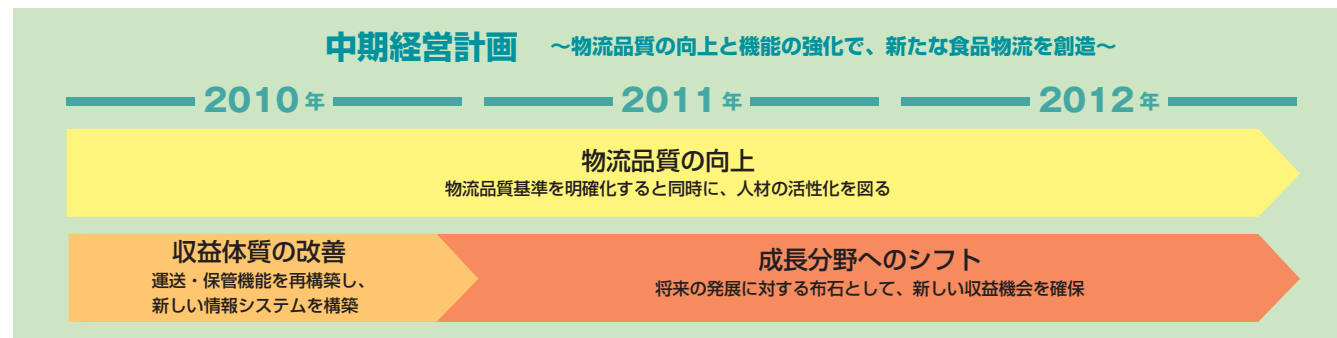 中期経営計画 〜物流品質の向上と機能の強化で、新たな食品物流を創造〜
2010年 2011年 2012年
物流品質の向上
物流品質基準を明確化すると同時に、人材の活性化を図る
収益体質の改善
運送・保管機能を再構築し、
新しい情報システムを構築
成長分野へのシフト
将来の発展に対する布石として、新しい収益機会を確保